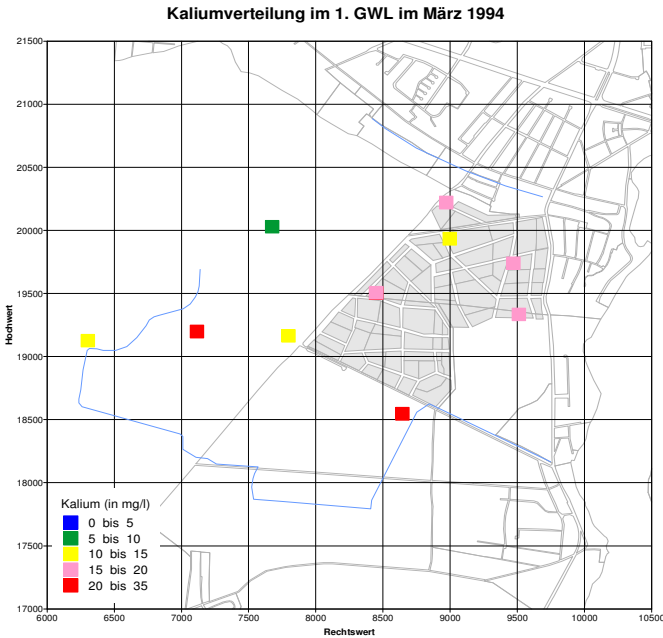 Kaliumverteilung im 1. GWL im März 1994
21500
21000
20500
20000
19500
19000
18500
18000
17500
17000
Hochwert
Kalium (in mg/l)
0 bis 5
5 bis 10
10 bis 15
15 bis 20
20 bis 35
6000 6500 7000 7500 8000 8500 9000 9500 10000 10500
Rechtswert